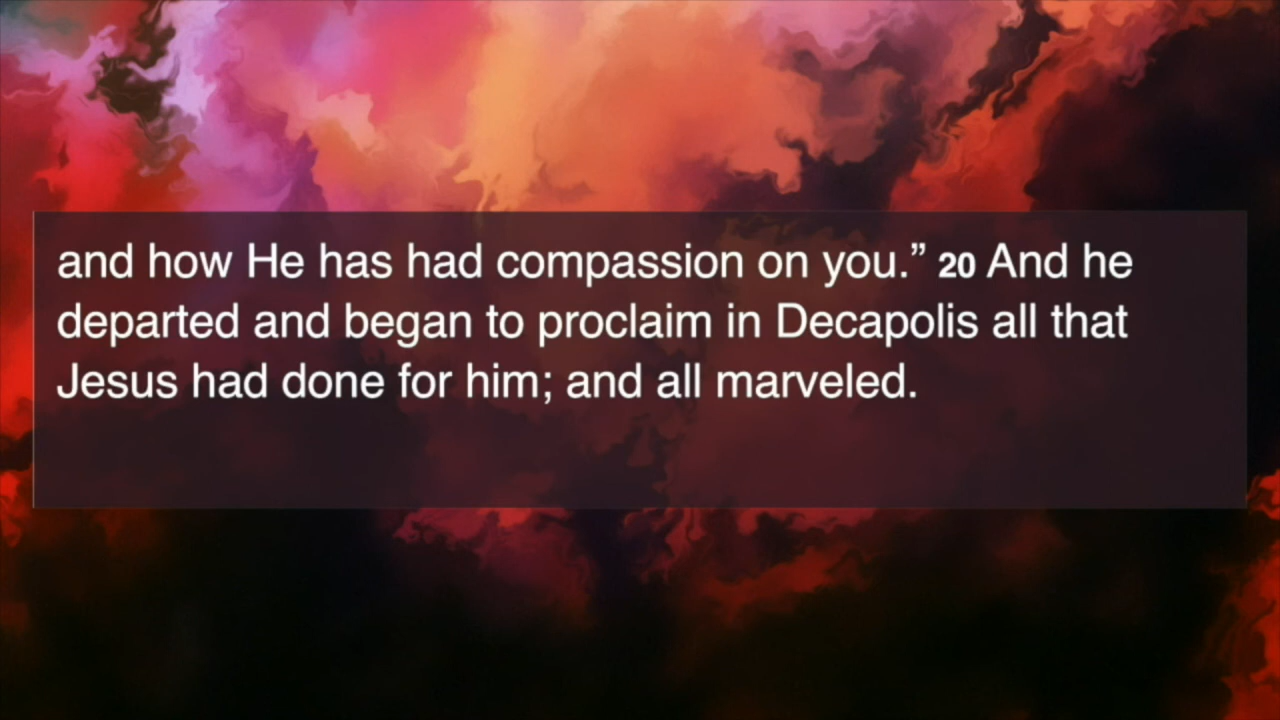 and how He has had compassion on you.” 20 And he
departed and began to proclaim in Decapolis all that
Jesus had done for him; and all marveled.